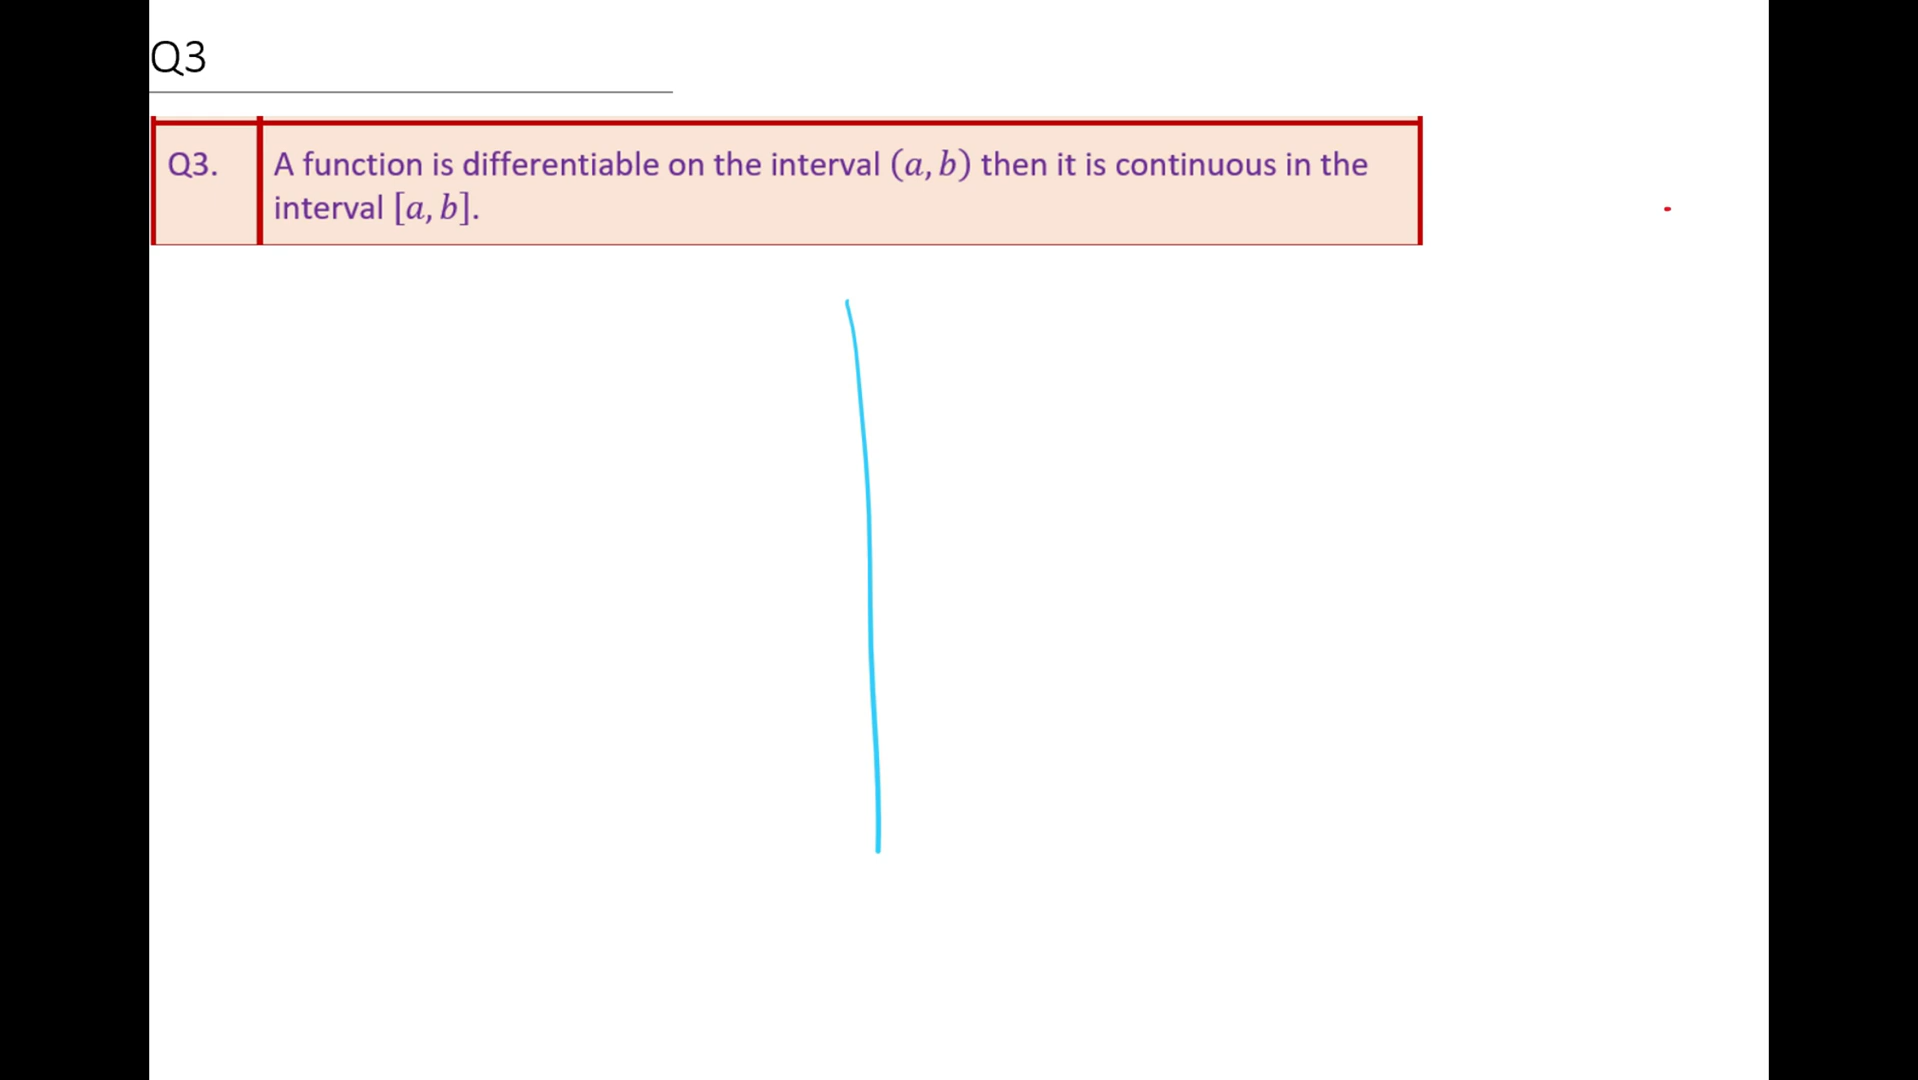 Q3
Q3. A function is differentiable on the interval (a, b) then it is continuous in the
interval [a, b].